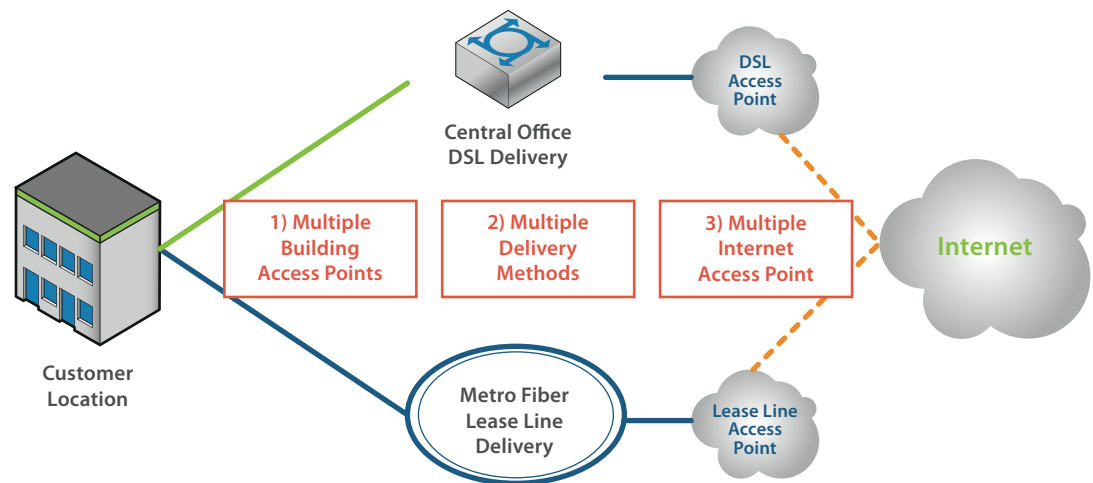 DSL
Access
Point
Central Office
DSL Delivery
1) Multiple
Building
Access Points
2) Multiple
Delivery
Methods
3) Multiple
Internet
Access Point
Internet
Customer
Location
Metro Fiber
Lease Line
Delivery
Lease Line
Access
Point